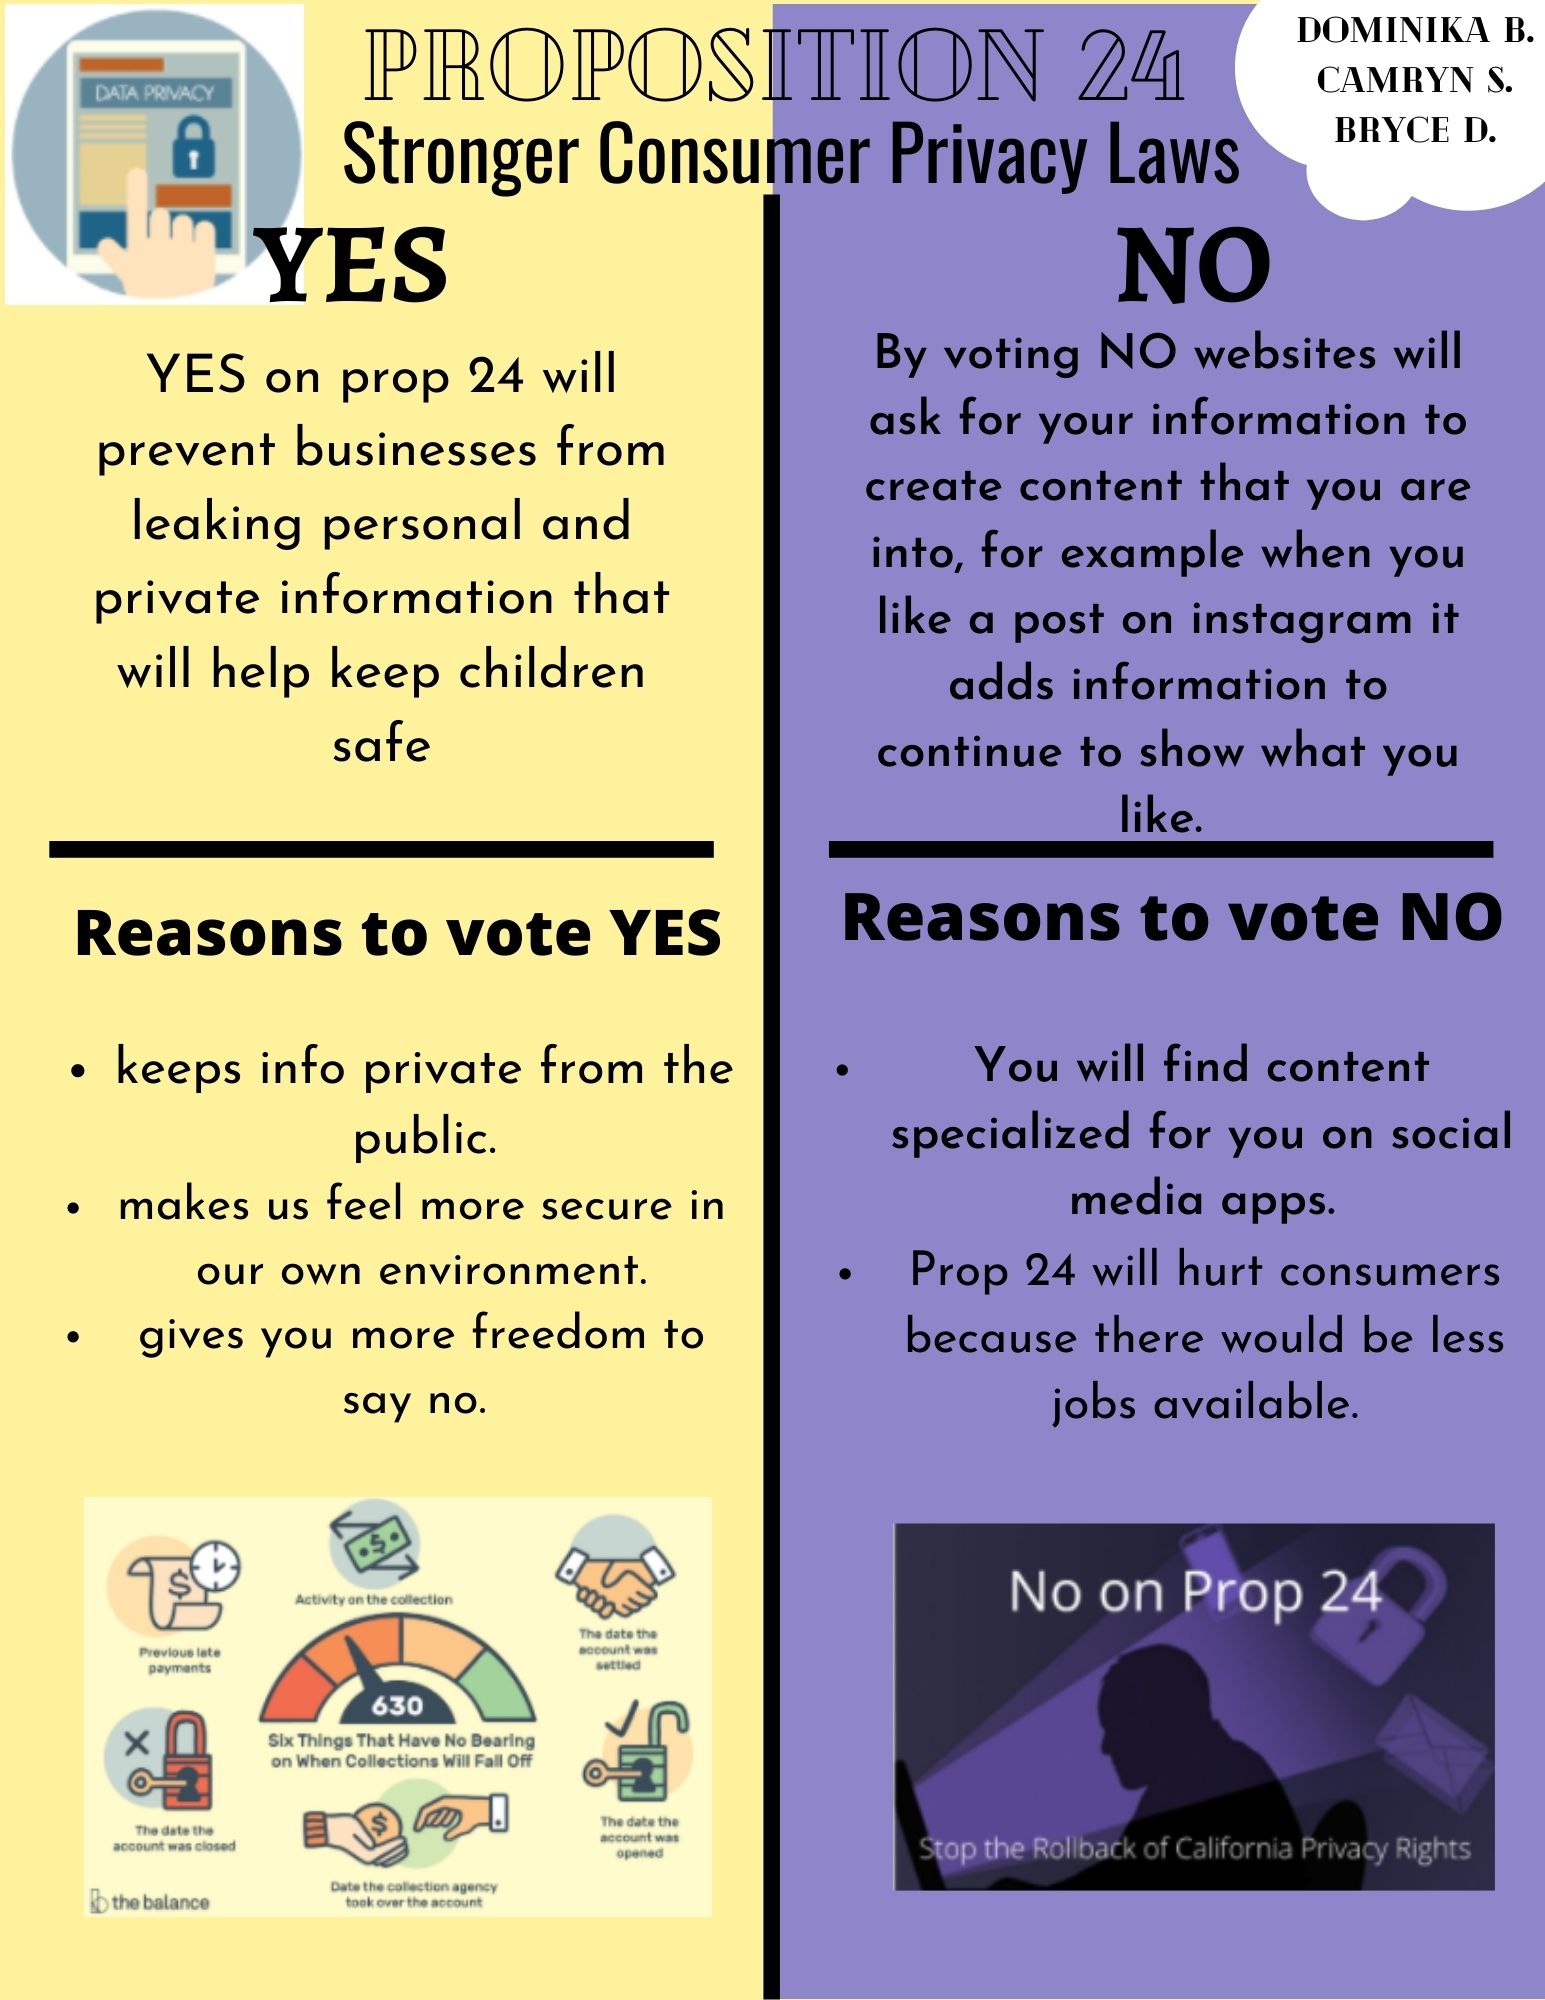 DATA PRIVACY
PROPOSITION 24
Stronger Consumer Privacy Laws
DOMINIKA B.
CAMRYN S.
BRYCE D.
YES
YES on prop 24 will
prevent businesses from
leaking personal and
private information that
will help keep children
safe
Reasons to vote YES
keeps info private from the
public.
makes us feel more secure in
our own environment.
gives you more freedom to
say no.
Previous late
payments
Activity on the collection
The date the
account was
settled
630
Six Things That Have No Bearing
on When Collections Will Fall Off
The date the
account was closed
The date the
account was
opened
Date the collection agency
took over the account
the balance
NO
By voting NO websites will
ask for your information to
create content that you are
into, for example when you
like a post on instagram it
adds information to
continue to show what you
like.
Reasons to vote NO
You will find content
specialized for you on social
media apps.
Prop 24 will hurt consumers
because there would be less
jobs available.
No on Prop 24
Stop the Rollback of California Privacy Rights